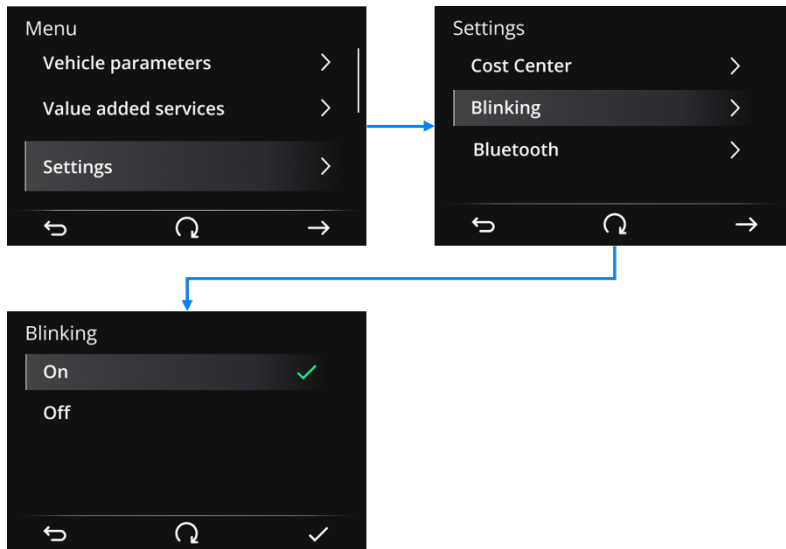 Menu
Vehicle parameters
Value added services
Settings
Settings
Cost Center
Blinking
Bluetooth
Blinking
On
Off